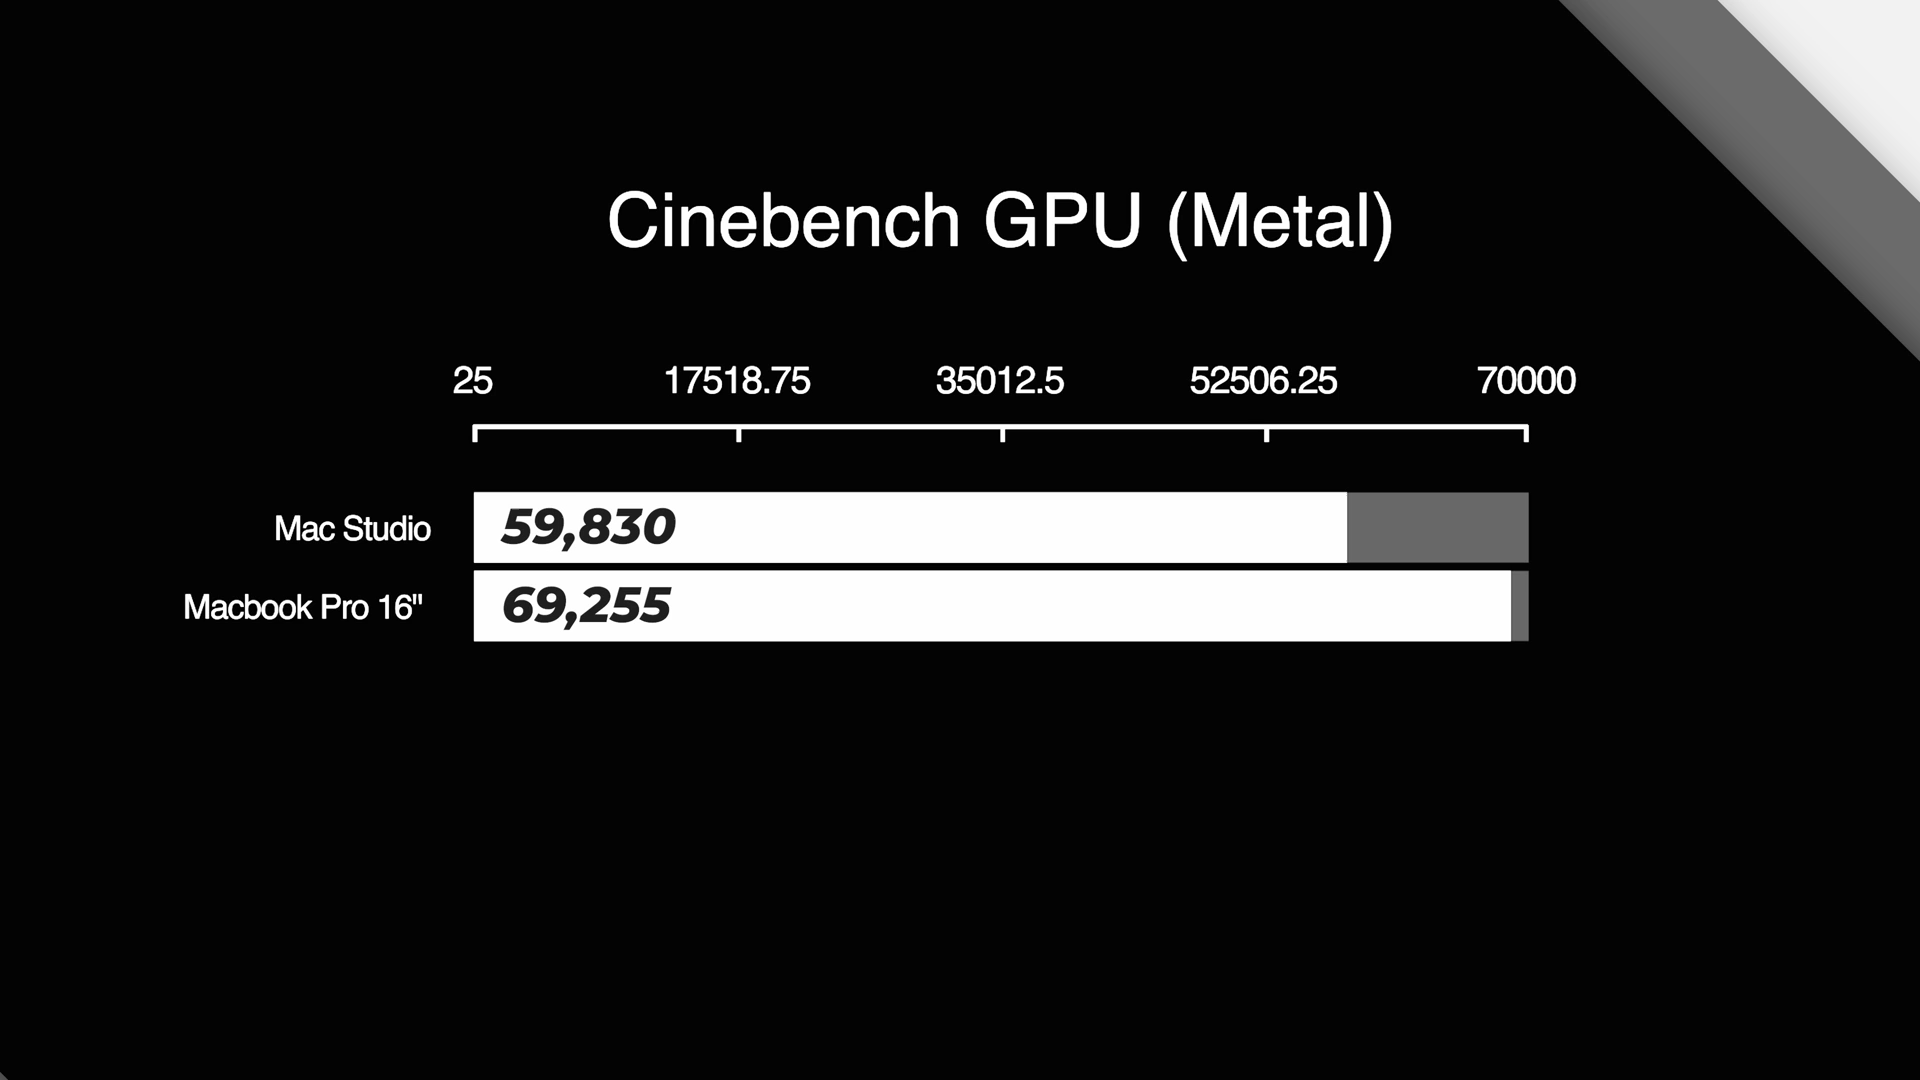 Cinebench GPU (Metal)
25 17518.75 35012.5 52506.25 70000
Mac Studio 59,830
Macbook Pro 16" 69,255